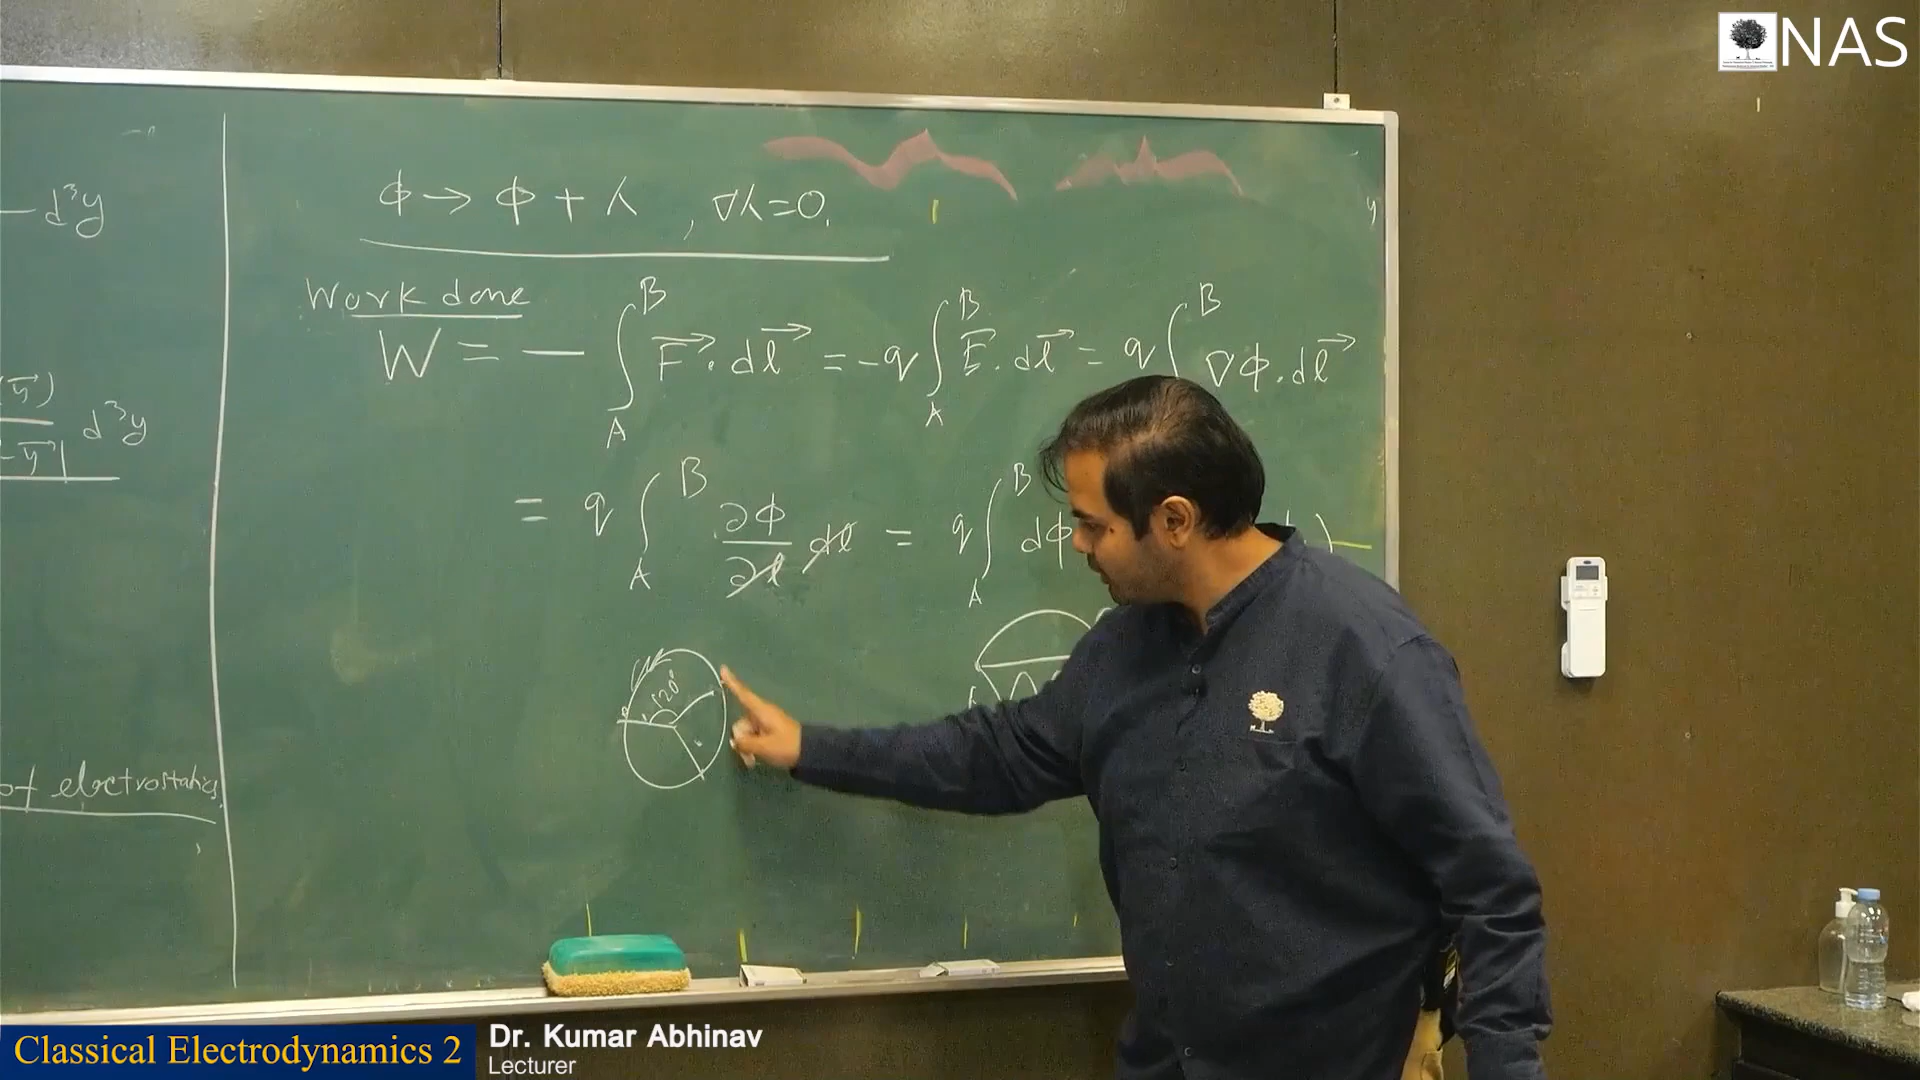 NAS
— d³y
ϕ → ϕ + λ , ∇λ = 0.
Work done
W = — ∫_A^B F⃗ . dl⃗ = -q ∫_A^B E⃗ . dl⃗ = q ∫^B ∇ϕ . dl⃗
(y⃗)
-y⃗| d³y
= q ∫_A^B ∂ϕ/∂l dl = q ∫_A^B dϕ
120°
of electrostatics
Classical Electrodynamics 2
Dr. Kumar Abhinav
Lecturer